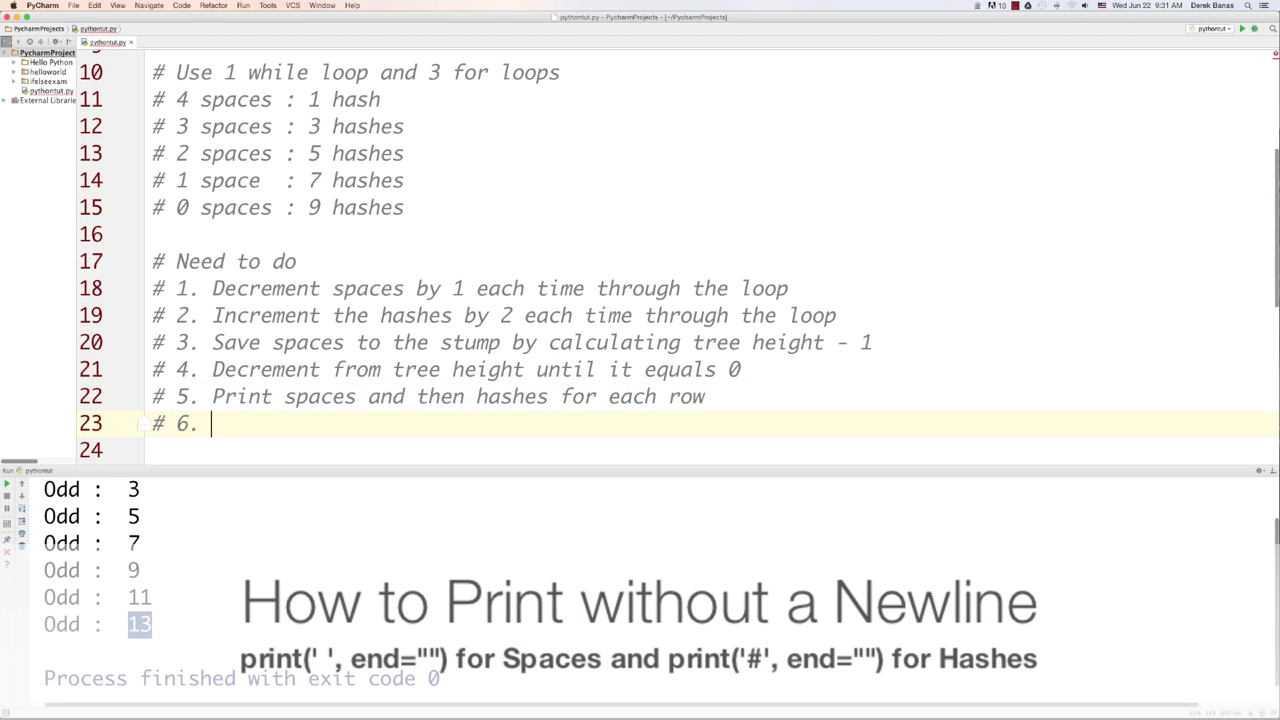 PyCharm File Edit View Navigate Code Refactor Run Tools VCS Window Help
10 Wed Jun 22 9:31 AM Derek Banas
pythontut.py - PycharmProjects - [~/PycharmProjects]
PycharmProjects pythontut.py
pythontut
pythontut.py
PycharmProject
Hello Python
helloworld
ifelseexam
pythontut.py
External Librarie
10 # Use 1 while loop and 3 for loops
11 # 4 spaces : 1 hash
12 # 3 spaces : 3 hashes
13 # 2 spaces : 5 hashes
14 # 1 space  : 7 hashes
15 # 0 spaces : 9 hashes
16
17 # Need to do
18 # 1. Decrement spaces by 1 each time through the loop
19 # 2. Increment the hashes by 2 each time through the loop
20 # 3. Save spaces to the stump by calculating tree height - 1
21 # 4. Decrement from tree height until it equals 0
22 # 5. Print spaces and then hashes for each row
23 # 6.
24
Run pythontut
Odd :  3
Odd :  5
Odd :  7
Odd :  9
Odd :  11
Odd :  13
How to Print without a Newline
print(' ', end="") for Spaces and print('#', end="") for Hashes
Process finished with exit code 0